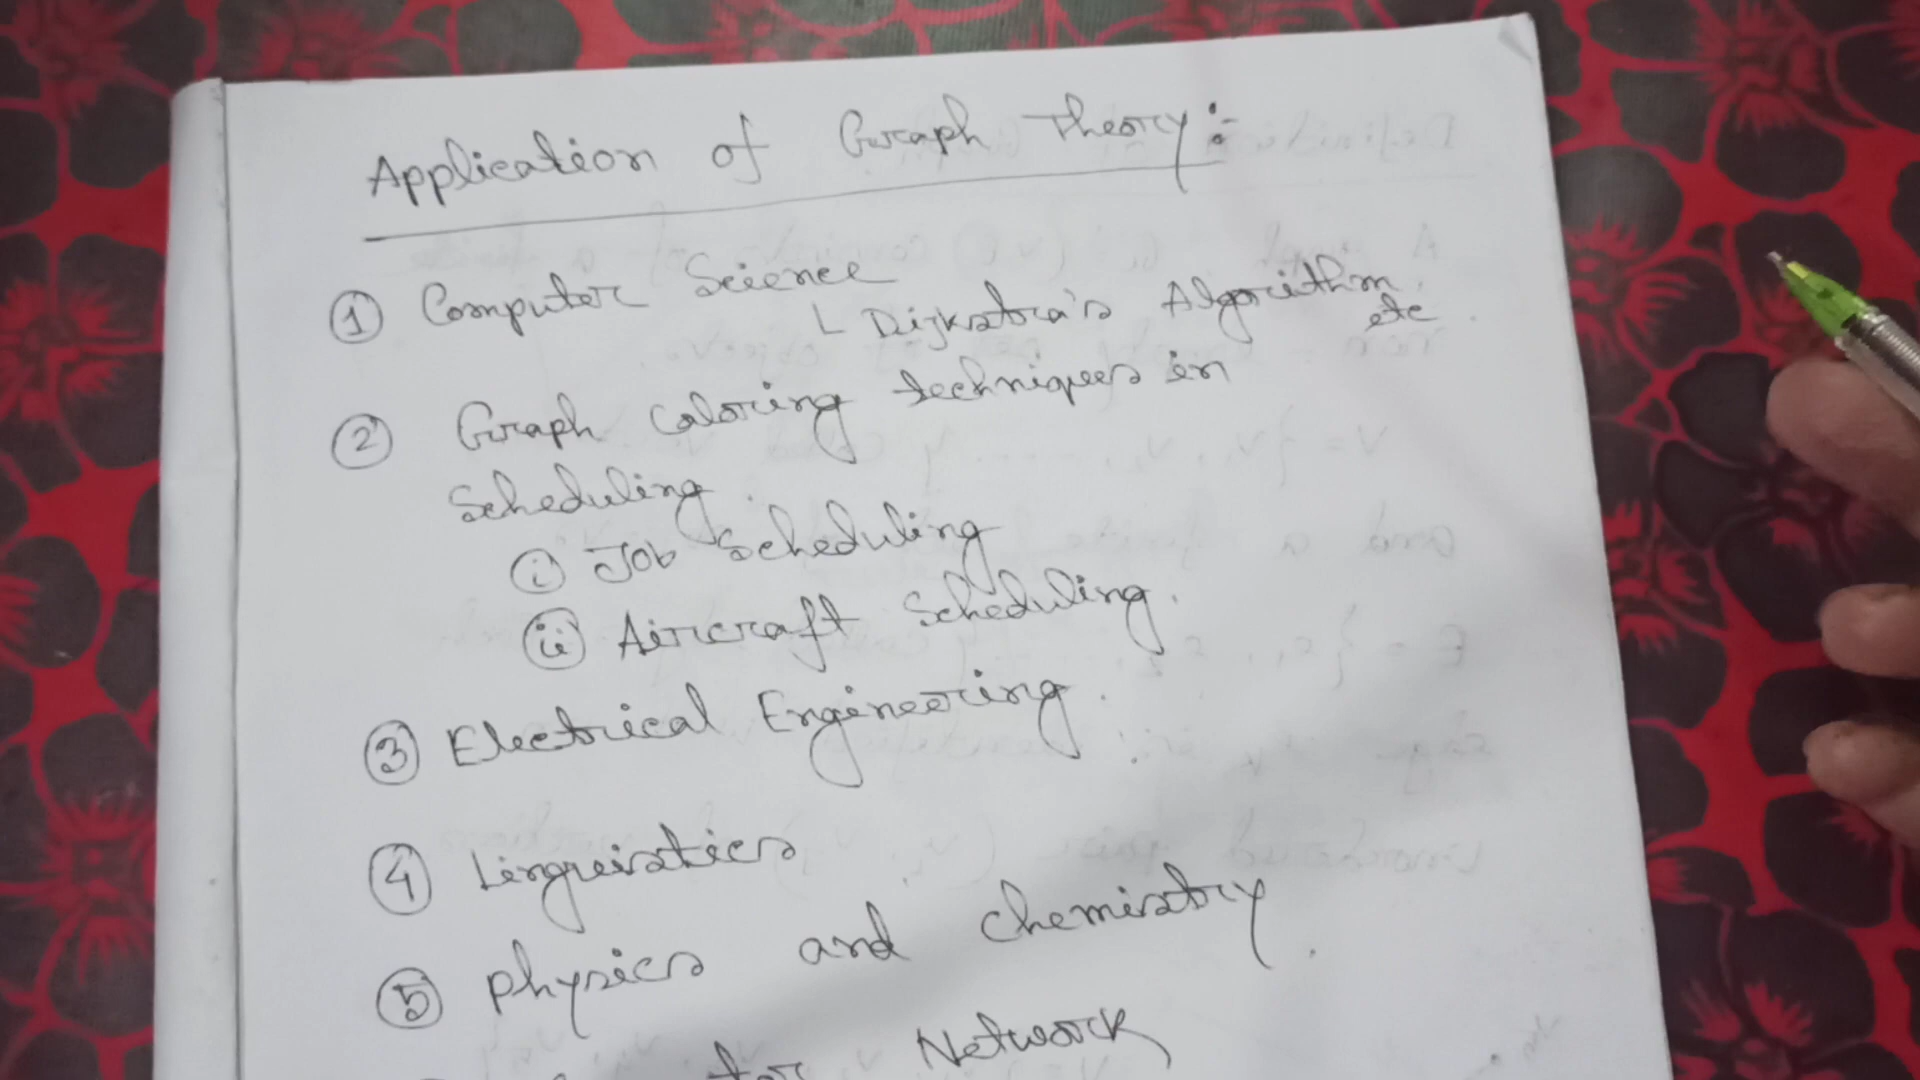 Application of Graph Theory :-
① Computer Science
Dijkstra's Algorithm
etc.
② Graph Coloring techniques in
Scheduling.
ⓘ Job Scheduling
ⓘⓘ Aircraft Scheduling.
③ Electrical Engineering.
④ Linguistics
⑤ Physics and Chemistry.
Network